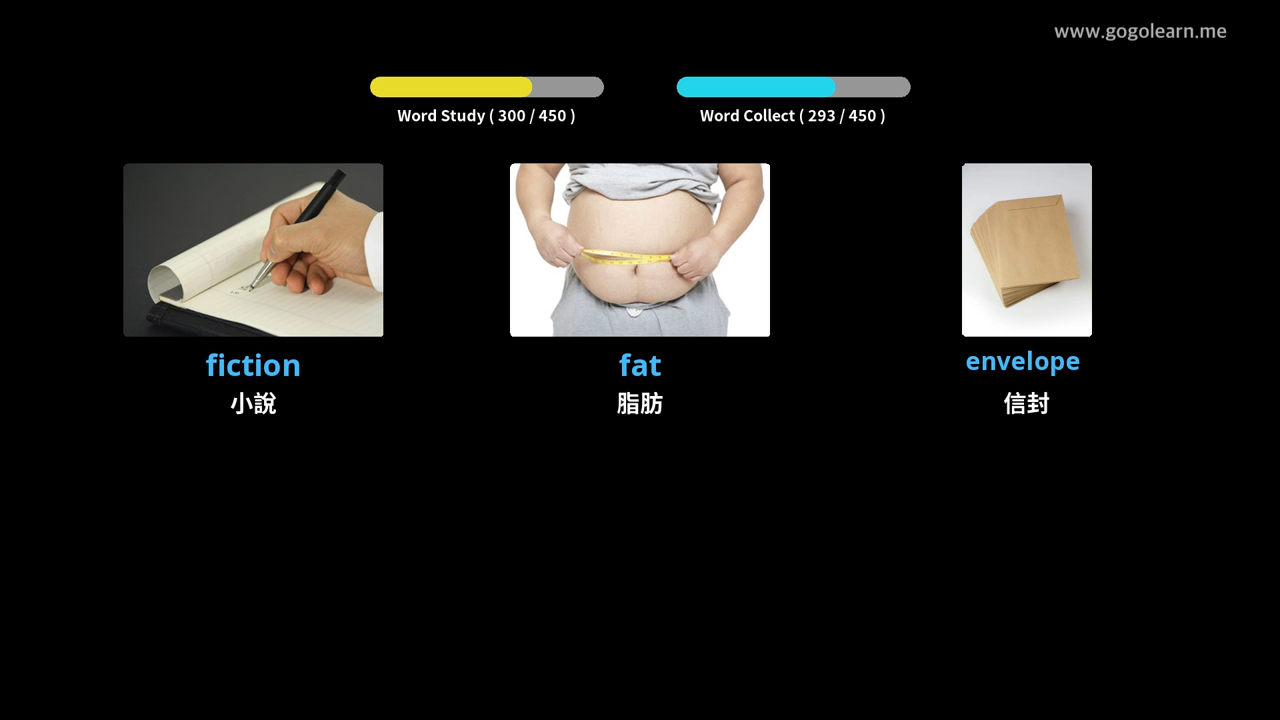 www.gogolearn.me
Word Study ( 300 / 450 )
Word Collect ( 293 / 450 )
fiction
小說
fat
脂肪
envelope
信封